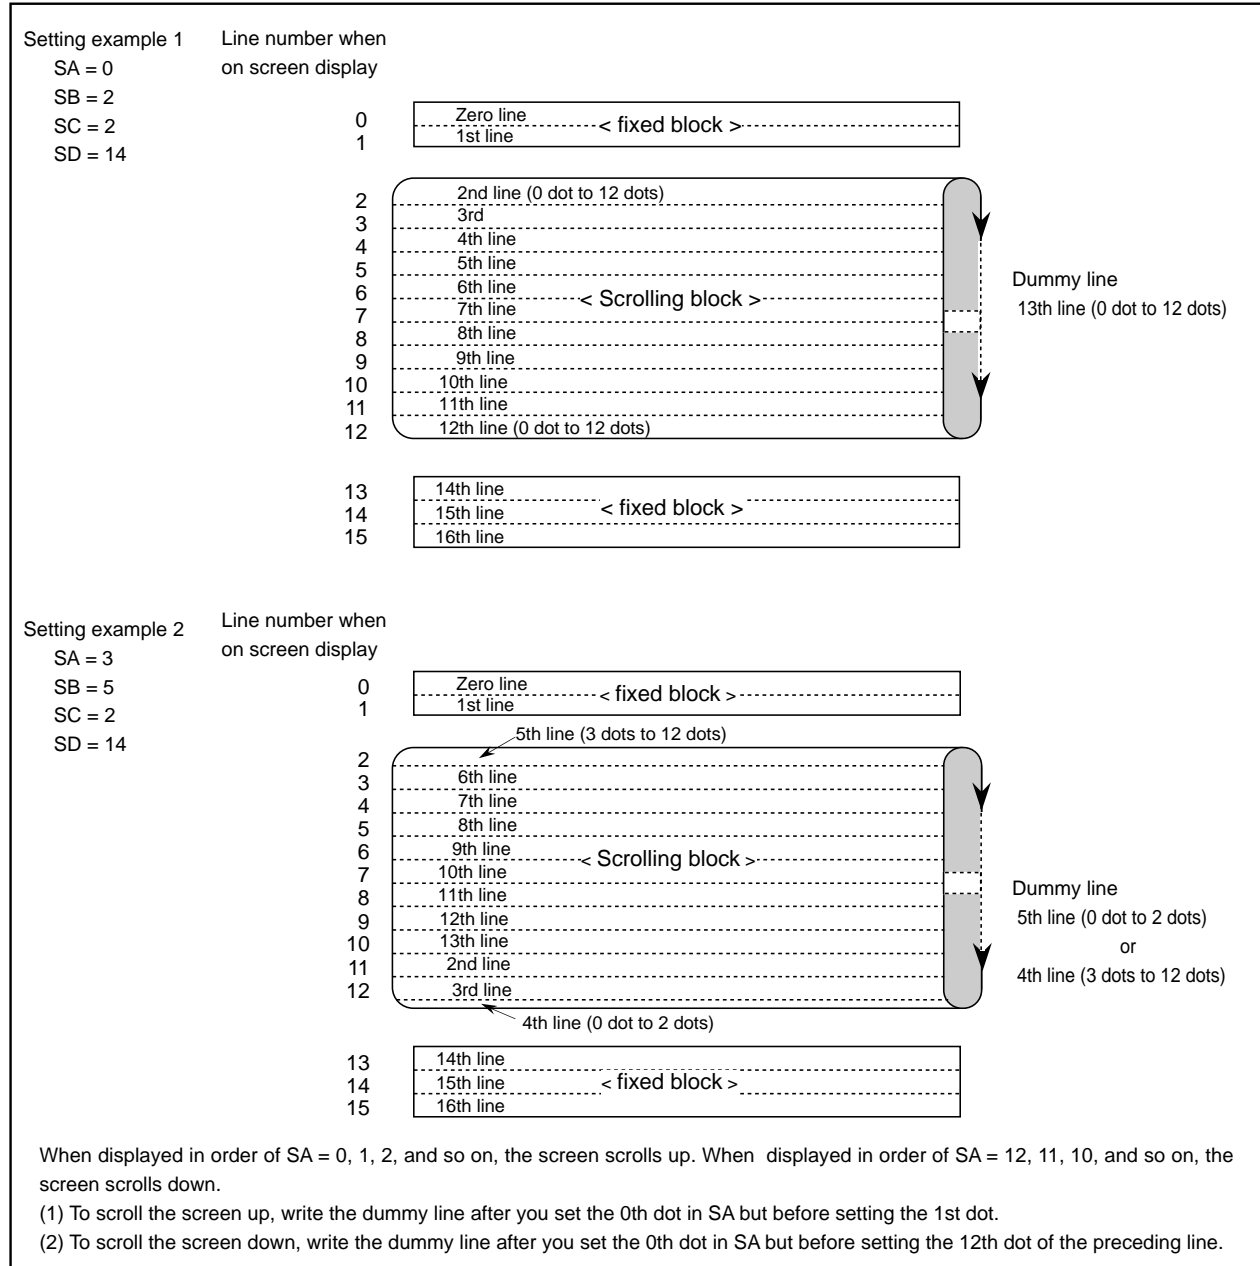 Setting example 1
SA = 0
SB = 2
SC = 2
SD = 14
Line number when
on screen display
0 Zero line
< fixed block >
1 1st line
2 2nd line (0 dot to 12 dots)
3 3rd
4 4th line
5 5th line
6 6th line
< Scrolling block >
7 7th line
8 8th line
9 9th line
10 10th line
11 11th line
12 12th line (0 dot to 12 dots)
Dummy line
13th line (0 dot to 12 dots)
13 14th line
14 15th line < fixed block >
15 16th line
Setting example 2
SA = 3
SB = 5
SC = 2
SD = 14
Line number when
on screen display
0 Zero line
< fixed block >
1 1st line
5th line (3 dots to 12 dots)
2
3 6th line
4 7th line
5 8th line
6 9th line
< Scrolling block >
7 10th line
8 11th line
9 12th line
10 13th line
11 2nd line
12 3rd line
4th line (0 dot to 2 dots)
Dummy line
5th line (0 dot to 2 dots)
or
4th line (3 dots to 12 dots)
13 14th line
14 15th line < fixed block >
15 16th line
When displayed in order of SA = 0, 1, 2, and so on, the screen scrolls up. When displayed in order of SA = 12, 11, 10, and so on, the
screen scrolls down.
(1) To scroll the screen up, write the dummy line after you set the 0th dot in SA but before setting the 1st dot.
(2) To scroll the screen down, write the dummy line after you set the 0th dot in SA but before setting the 12th dot of the preceding line.